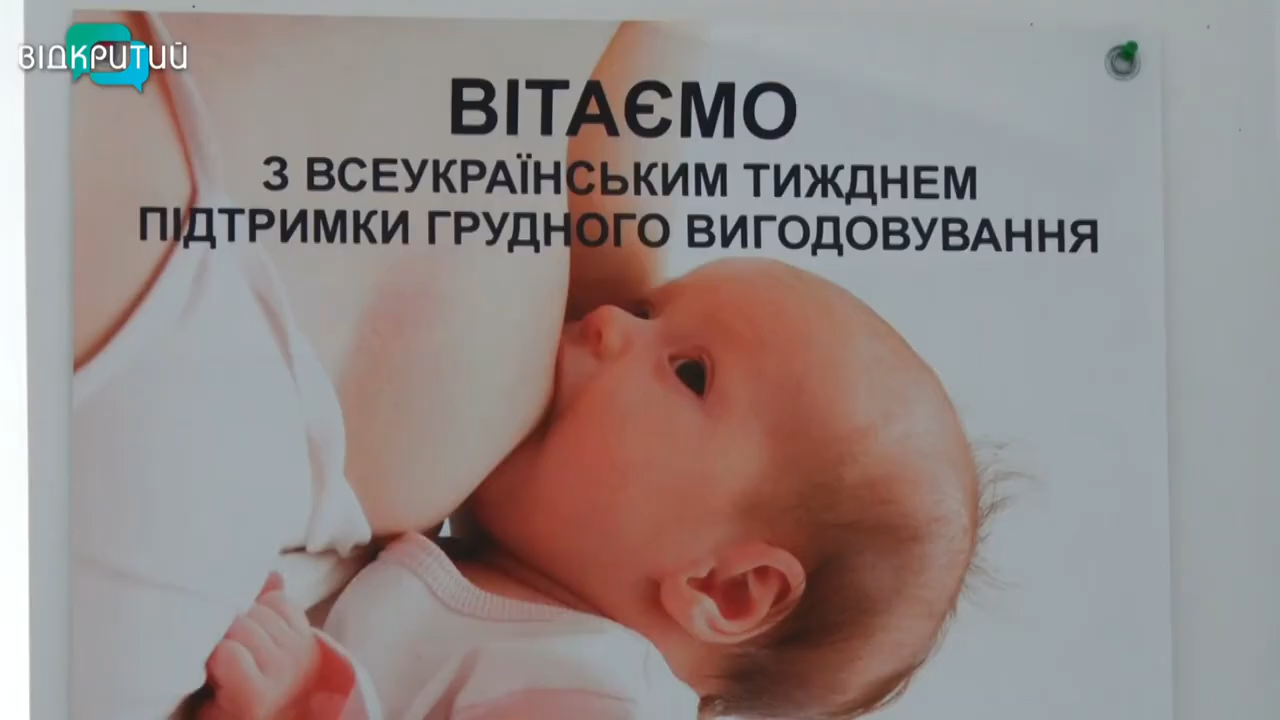 ВІДКРИТИЙ
ВІТАЄМО
З ВСЕУКРАЇНСЬКИМ ТИЖДНЕМ
ПІДТРИМКИ ГРУДНОГО ВИГОДОВУВАННЯ